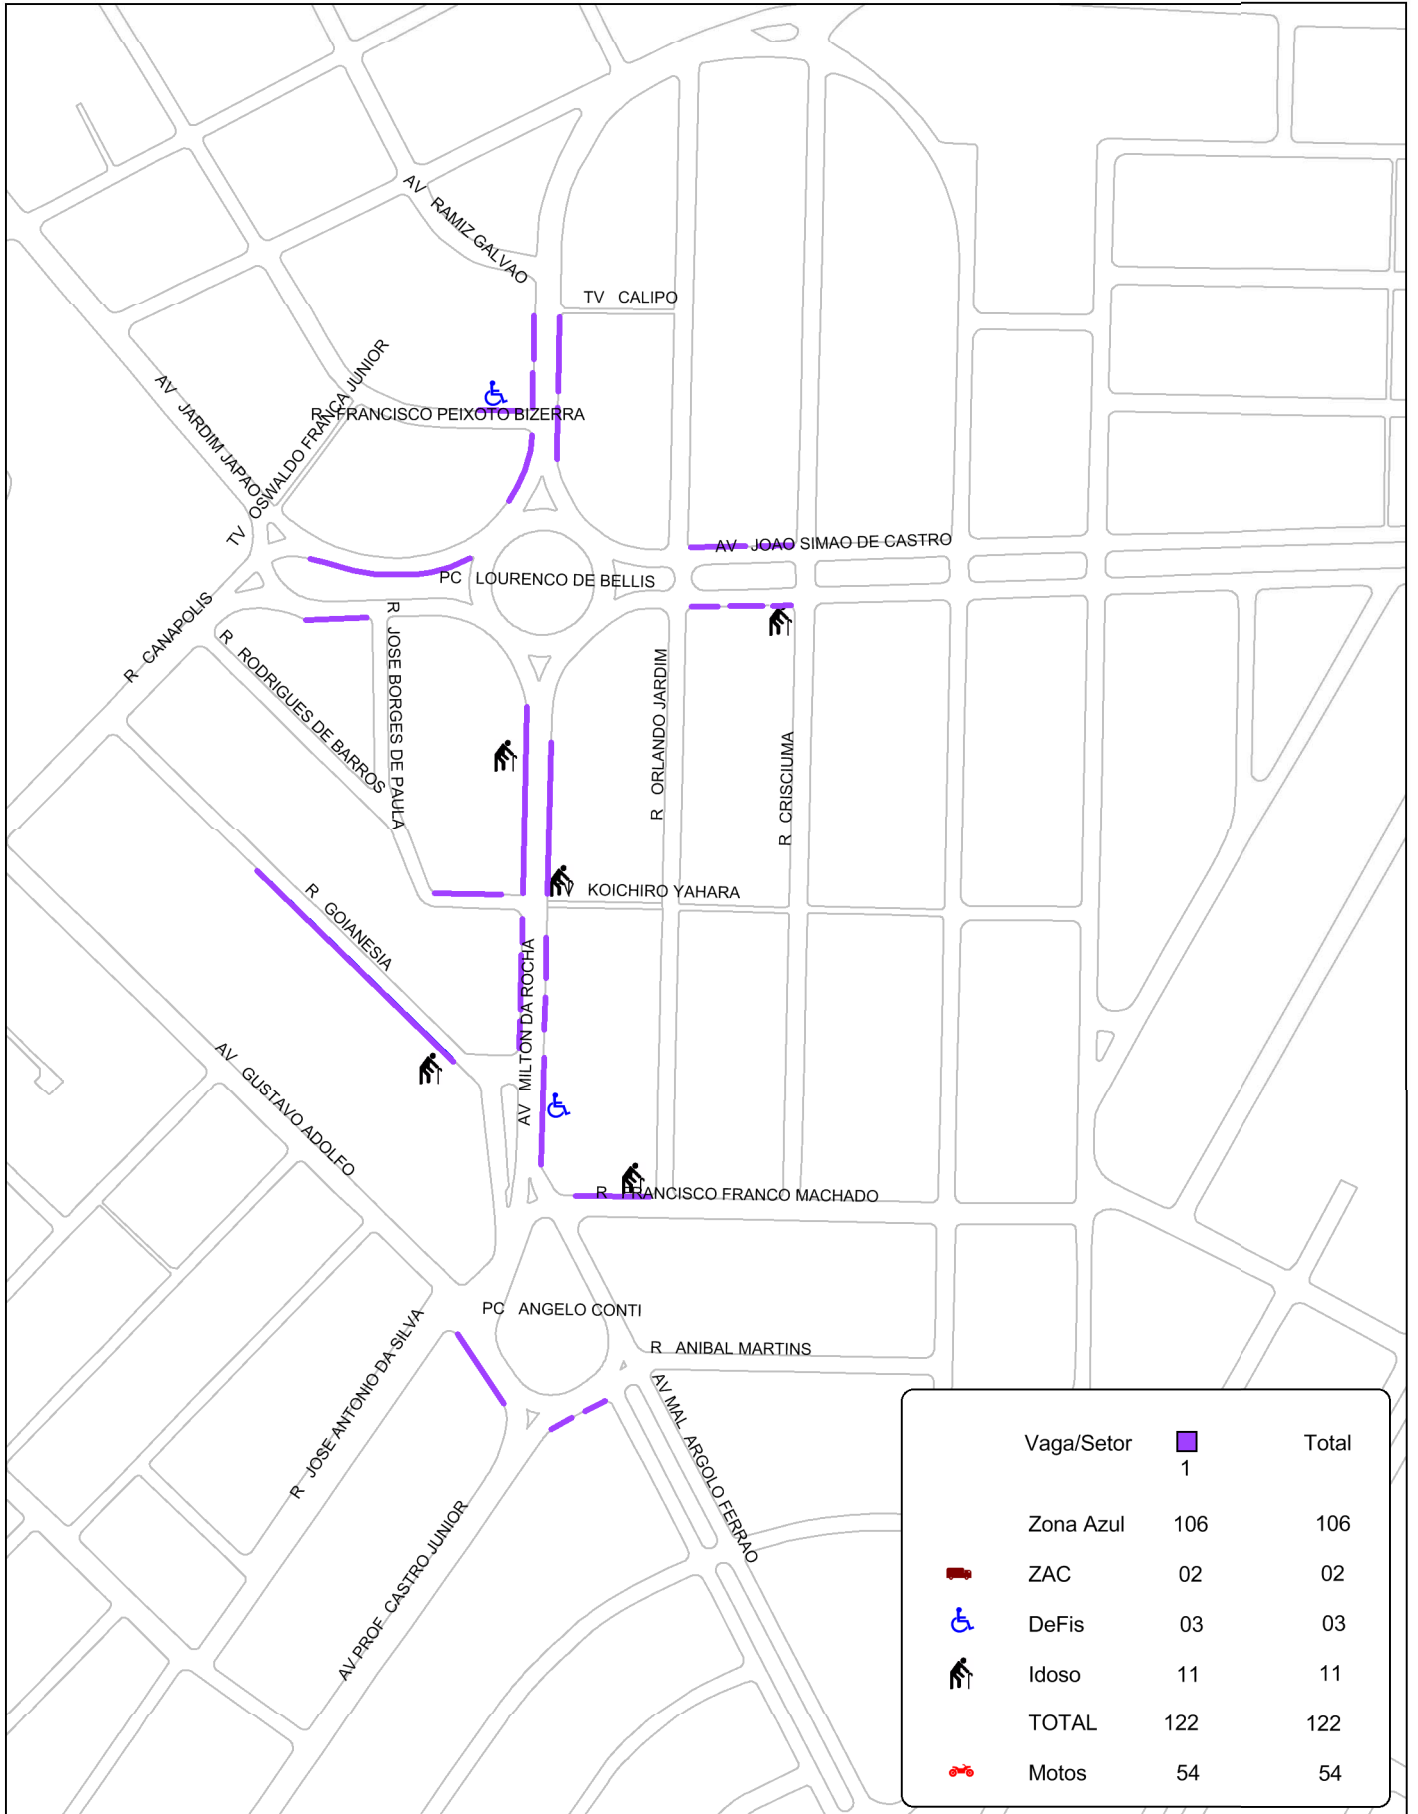 AV RAMIZ GALVAO
TV CALIPO
R FRANCISCO PEIXOTO BIZERRA
AV JARDIM JAPAO
TV OSWALDO FRANCA JUNIOR
AV JOAO SIMAO DE CASTRO
PC LOURENCO DE BELLIS
R CANAPOLIS
R RODRIGUES DE BARROS
R JOSE BORGES DE PAULA
R ORLANDO JARDIM
R CRISCIUMA
KOICHIRO YAHARA
R GOIANESIA
AV MILTON DA ROCHA
AV GUSTAVO ADOLFO
R FRANCISCO FRANCO MACHADO
PC ANGELO CONTI
R ANIBAL MARTINS
R JOSE ANTONIO DA SILVA
AV MAL ARGOLO FERRAO
AV PROF CASTRO JUNIOR
Vaga/Setor 1 Total
Zona Azul 106 106
ZAC 02 02
DeFis 03 03
Idoso 11 11
TOTAL 122 122
Motos 54 54